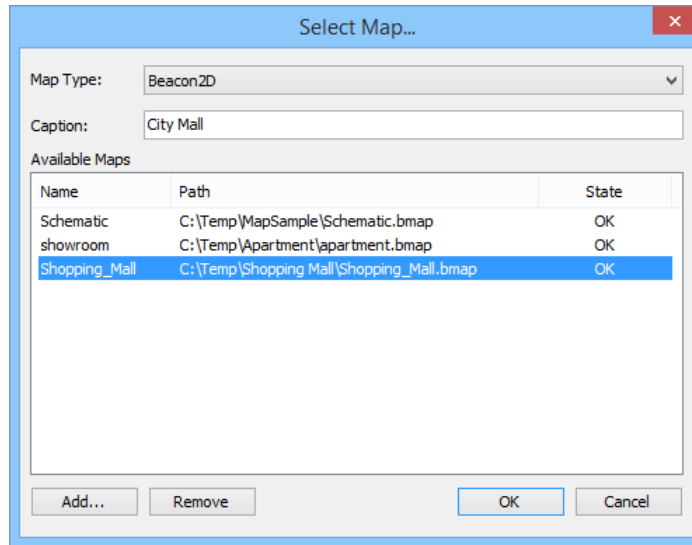 Select Map...
Map Type: Beacon2D
Caption: City Mall
Available Maps
Name Path State
Schematic C:\Temp\MapSample\Schematic.bmap OK
showroom C:\Temp\Apartment\apartment.bmap OK
Shopping_Mall C:\Temp\Shopping Mall\Shopping_Mall.bmap OK
Add... Remove OK Cancel